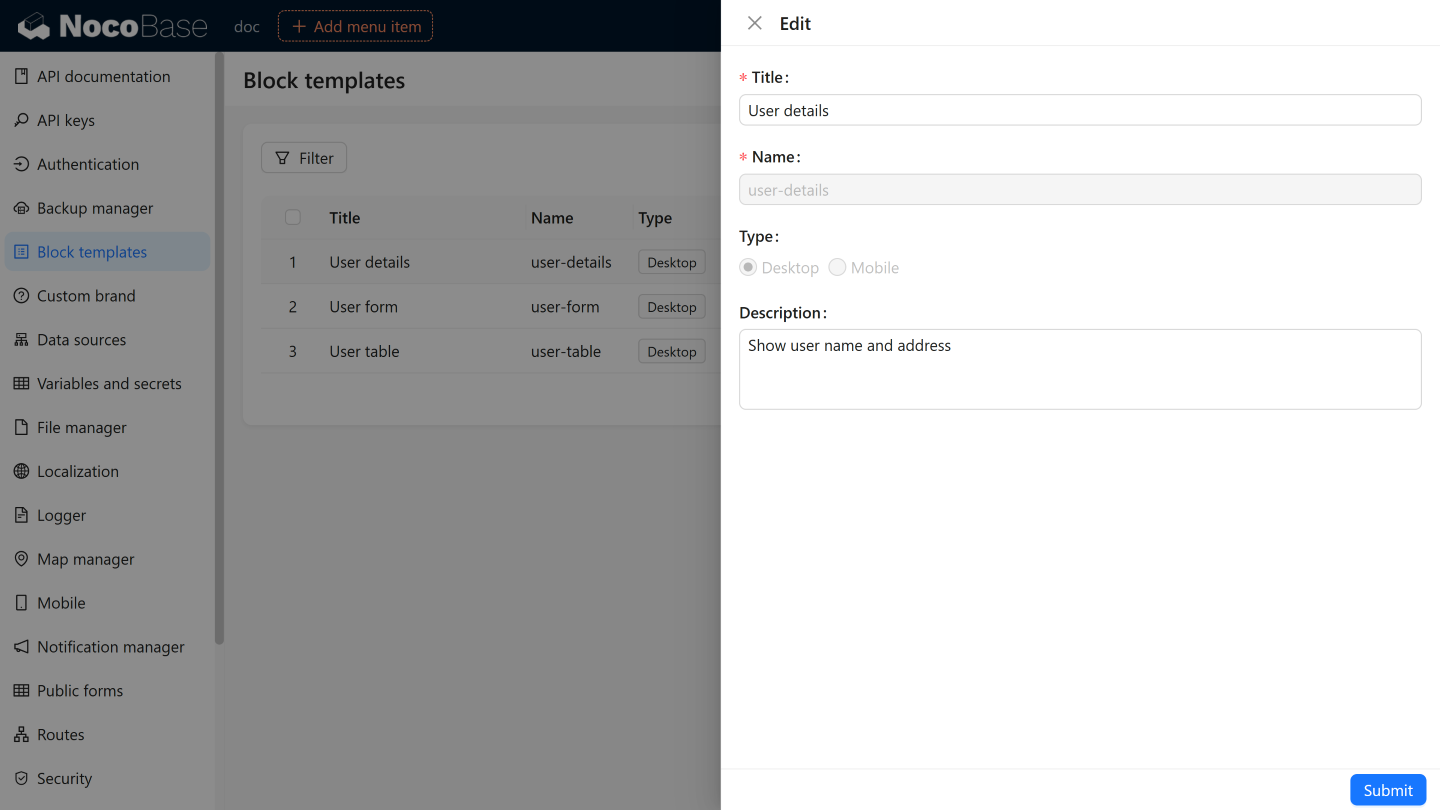 NocoBase
doc
+ Add menu item
API documentation
API keys
Authentication
Backup manager
Block templates
Custom brand
Data sources
Variables and secrets
File manager
Localization
Logger
Map manager
Mobile
Notification manager
Public forms
Routes
Security
Block templates
Filter
Title Name Type
1 User details user-details Desktop
2 User form user-form Desktop
3 User table user-table Desktop
Edit
* Title:
User details
* Name:
user-details
Type:
Desktop Mobile
Description:
Show user name and address
Submit